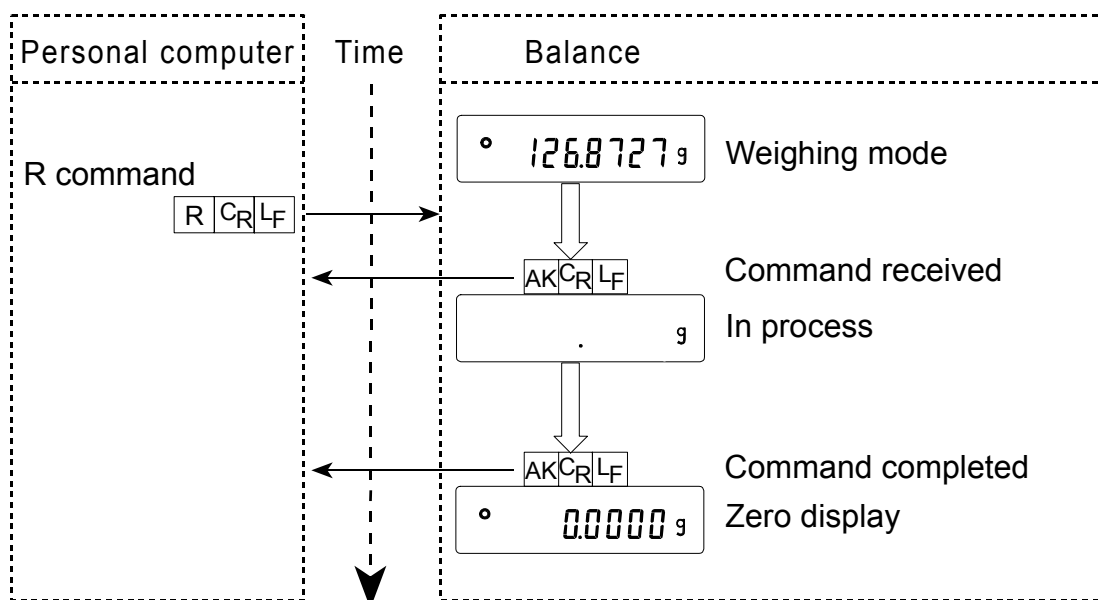 Personal computer Time Balance
126.8727 g Weighing mode
R command
R CR LF
AK CR LF Command received
. g In process
AK CR LF Command completed
0.0000 g Zero display